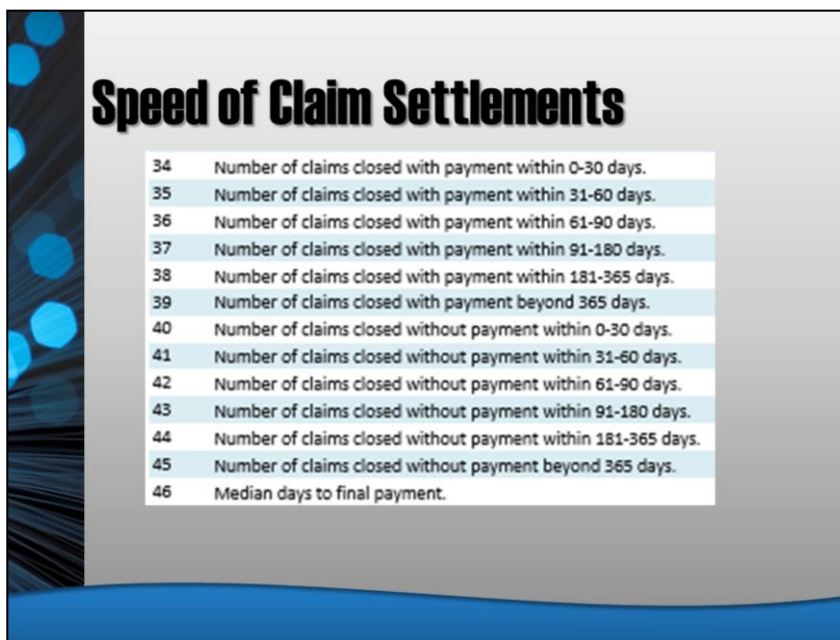 Speed of Claim Settlements
34 Number of claims closed with payment within 0-30 days.
35 Number of claims closed with payment within 31-60 days.
36 Number of claims closed with payment within 61-90 days.
37 Number of claims closed with payment within 91-180 days.
38 Number of claims closed with payment within 181-365 days.
39 Number of claims closed with payment beyond 365 days.
40 Number of claims closed without payment within 0-30 days.
41 Number of claims closed without payment within 31-60 days.
42 Number of claims closed without payment within 61-90 days.
43 Number of claims closed without payment within 91-180 days.
44 Number of claims closed without payment within 181-365 days.
45 Number of claims closed without payment beyond 365 days.
46 Median days to final payment.